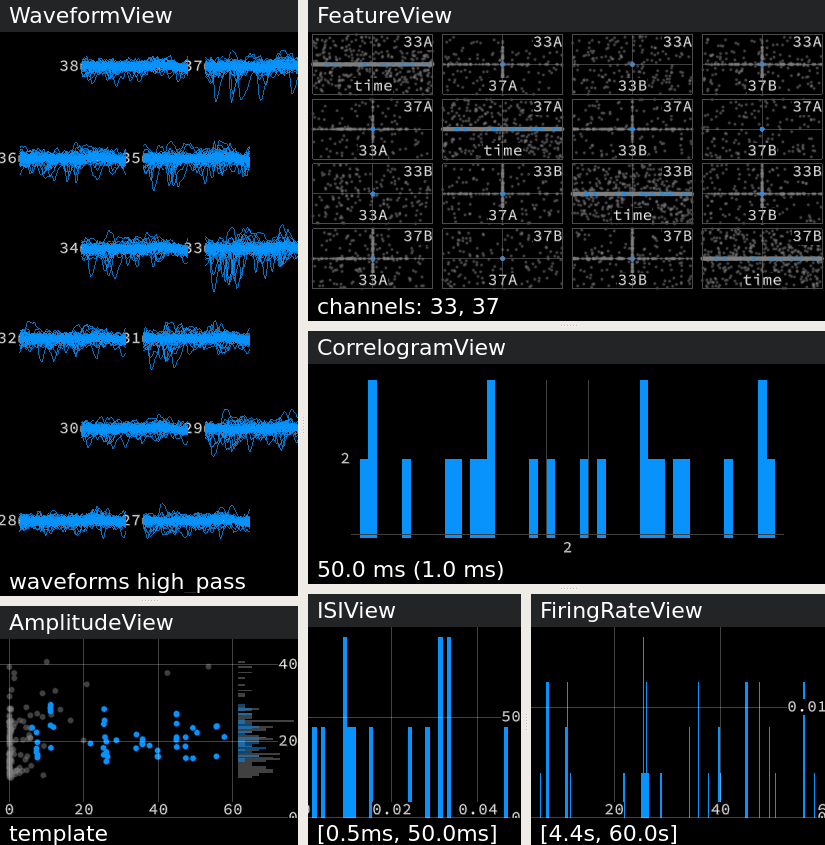 WaveformView
38 37
36 35
34 33
32 31
30 29
28 27
waveforms high_pass
FeatureView
33A 33A 33A 33A
time 37A 33B 37B
37A 37A 37A 37A
33A time 33B 37B
33B 33B 33B 33B
33A 37A time 37B
37B 37B 37B 37B
33A 37A 33B time
channels: 33, 37
CorrelogramView
2
2
50.0 ms (1.0 ms)
AmplitudeView
40
20
0 20 40 60 0
template
ISIView
50
0.02 0.04 0
[0.5ms, 50.0ms]
FiringRateView
0.01
20 40 6
[4.4s, 60.0s]